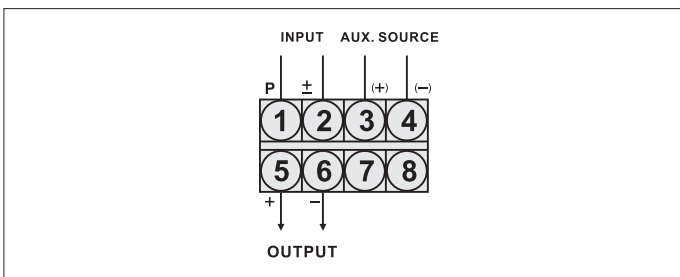 INPUT AUX. SOURCE
P ± (+) (−)
1 2 3 4
5 6 7 8
+ −
OUTPUT